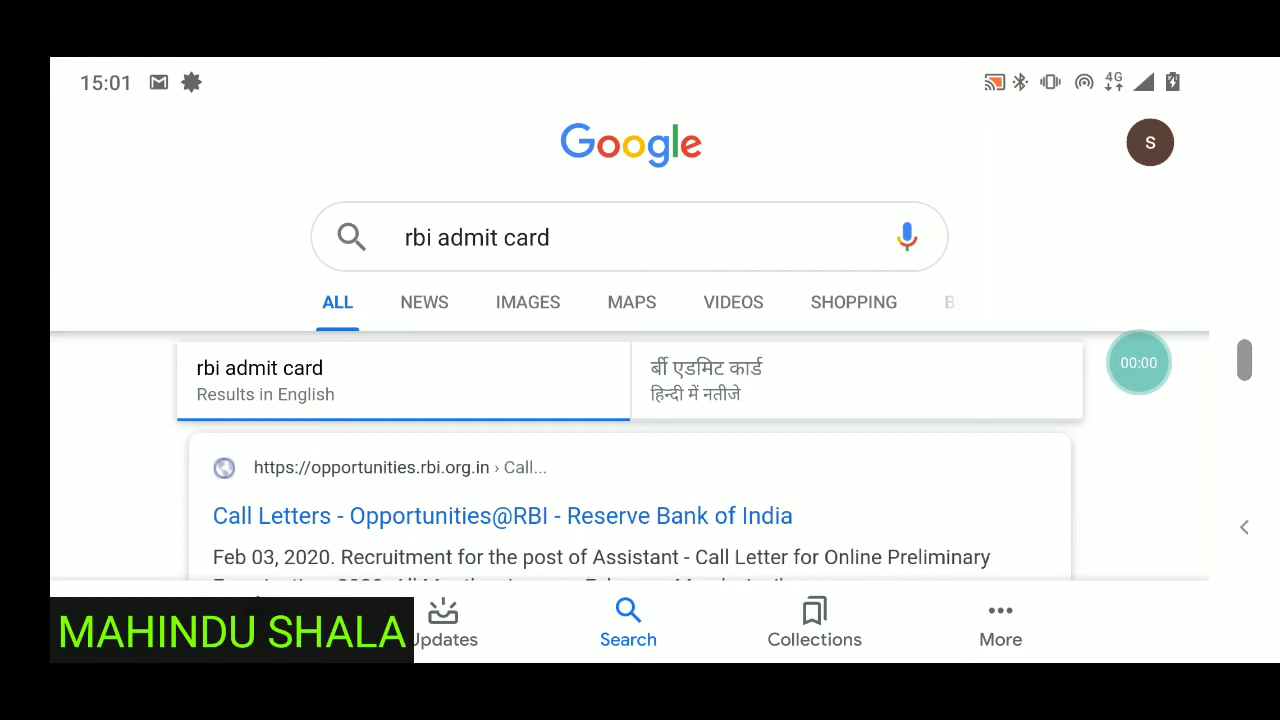 15:01
4G
Google
S
rbi admit card
ALL NEWS IMAGES MAPS VIDEOS SHOPPING
rbi admit card
Results in English
र्बी एडमिट कार्ड
हिन्दी में नतीजे
00:00
https://opportunities.rbi.org.in › Call...
Call Letters - Opportunities@RBI - Reserve Bank of India
Feb 03, 2020. Recruitment for the post of Assistant - Call Letter for Online Preliminary
MAHINDU SHALA
Updates Search Collections More